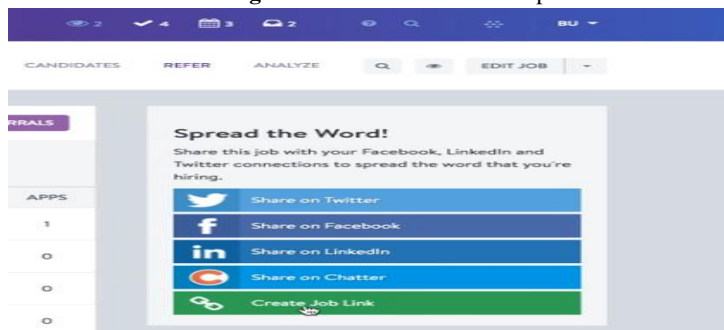 2 4 3 2 BU
CANDIDATES REFER ANALYZE EDIT JOB
RRALS
Spread the Word!
Share this job with your Facebook, LinkedIn and
Twitter connections to spread the word that you're
hiring.
APPS
Share on Twitter
1
f Share on Facebook
0
in Share on LinkedIn
0
Share on Chatter
Create Job Link
0